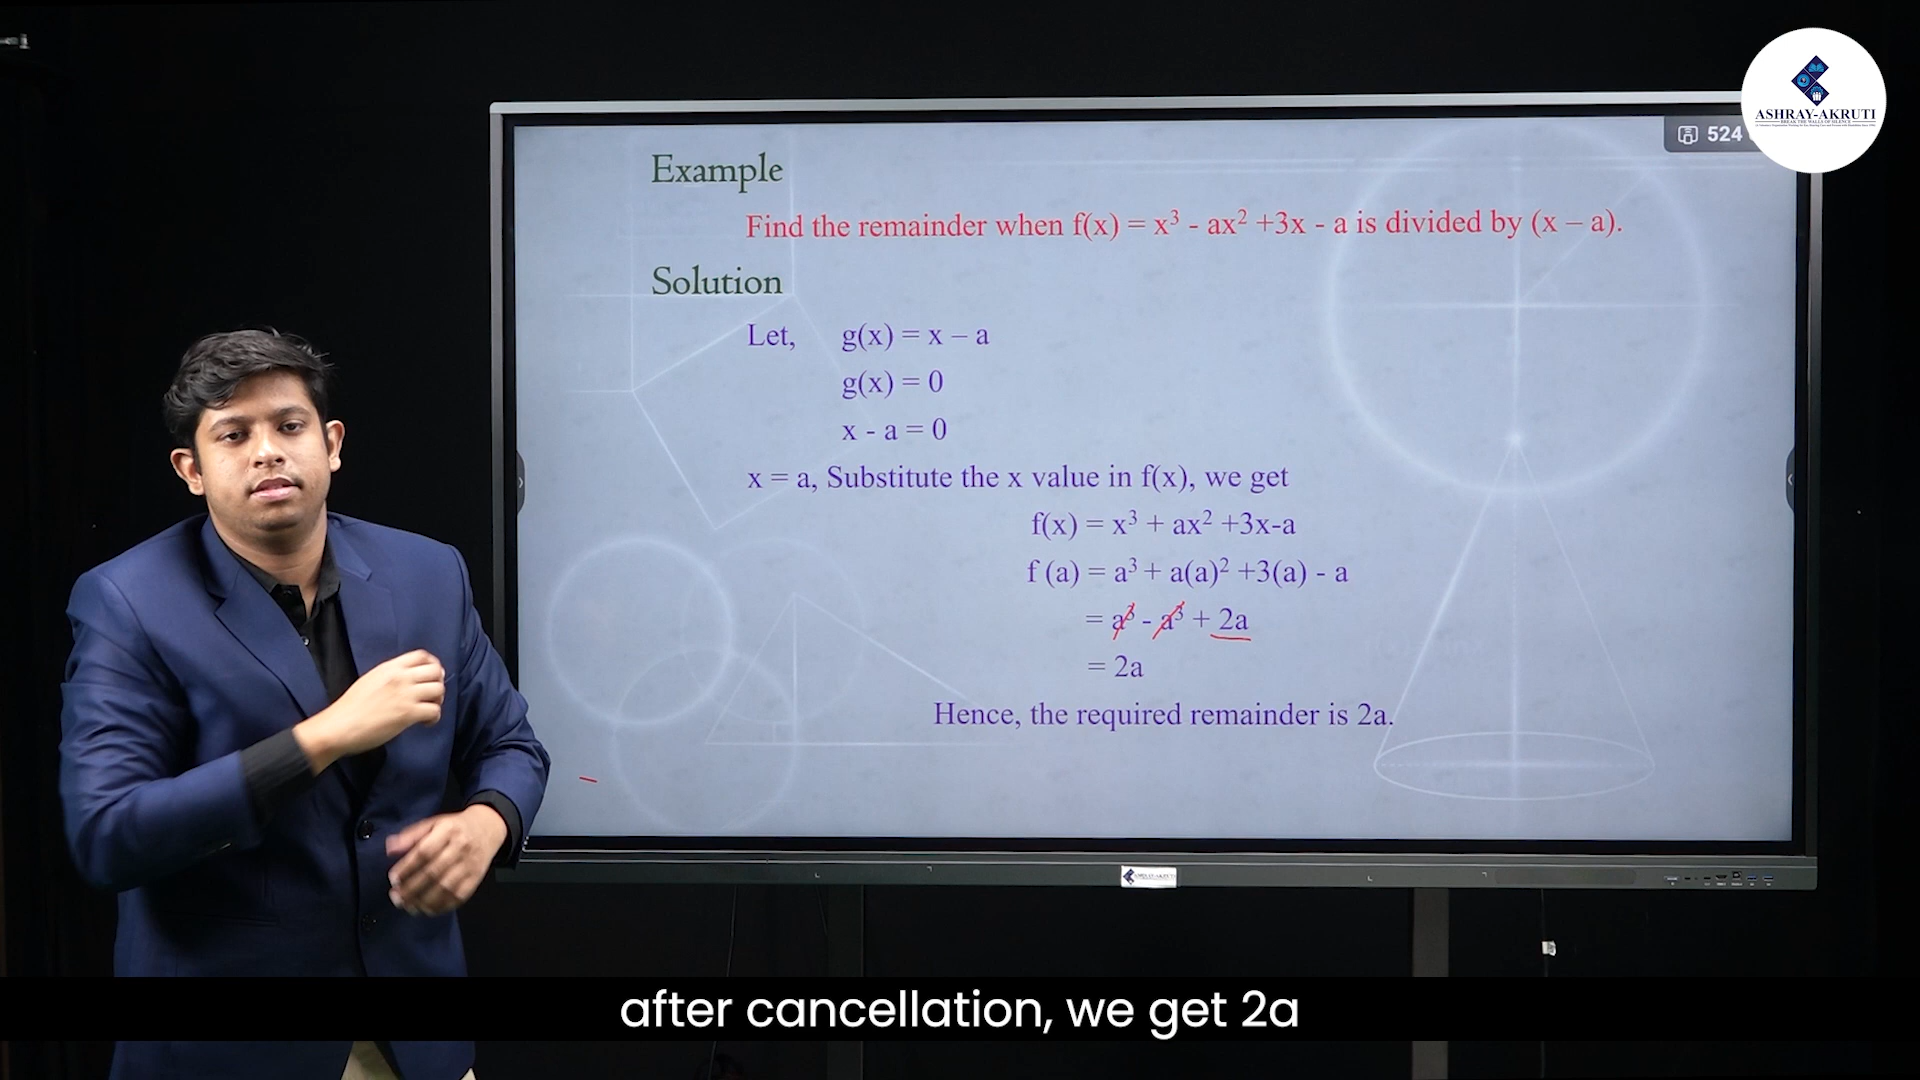 ASHRAY-AKRUTI
524
Example
Find the remainder when f(x) = x³ - ax² +3x - a is divided by (x – a).
Solution
Let, g(x) = x – a
g(x) = 0
x - a = 0
x = a, Substitute the x value in f(x), we get
f(x) = x³ + ax² +3x-a
f (a) = a³ + a(a)² +3(a) - a
= a³ - a³ + 2a
= 2a
Hence, the required remainder is 2a.
after cancellation, we get 2a